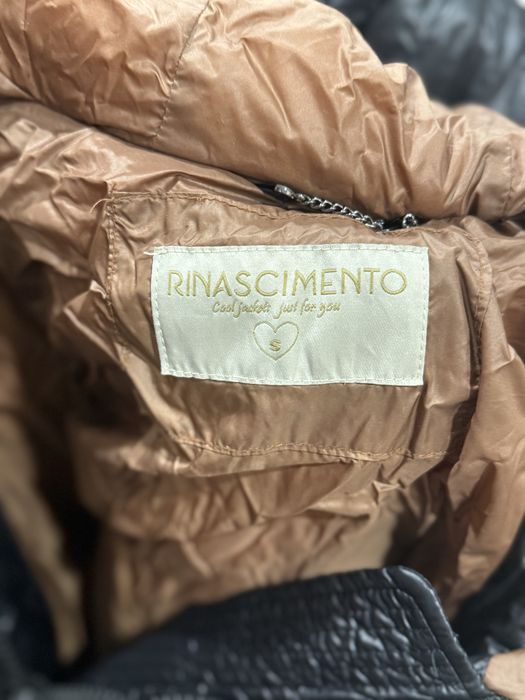 RINASCIMENTO
Cool jackets just for you
S